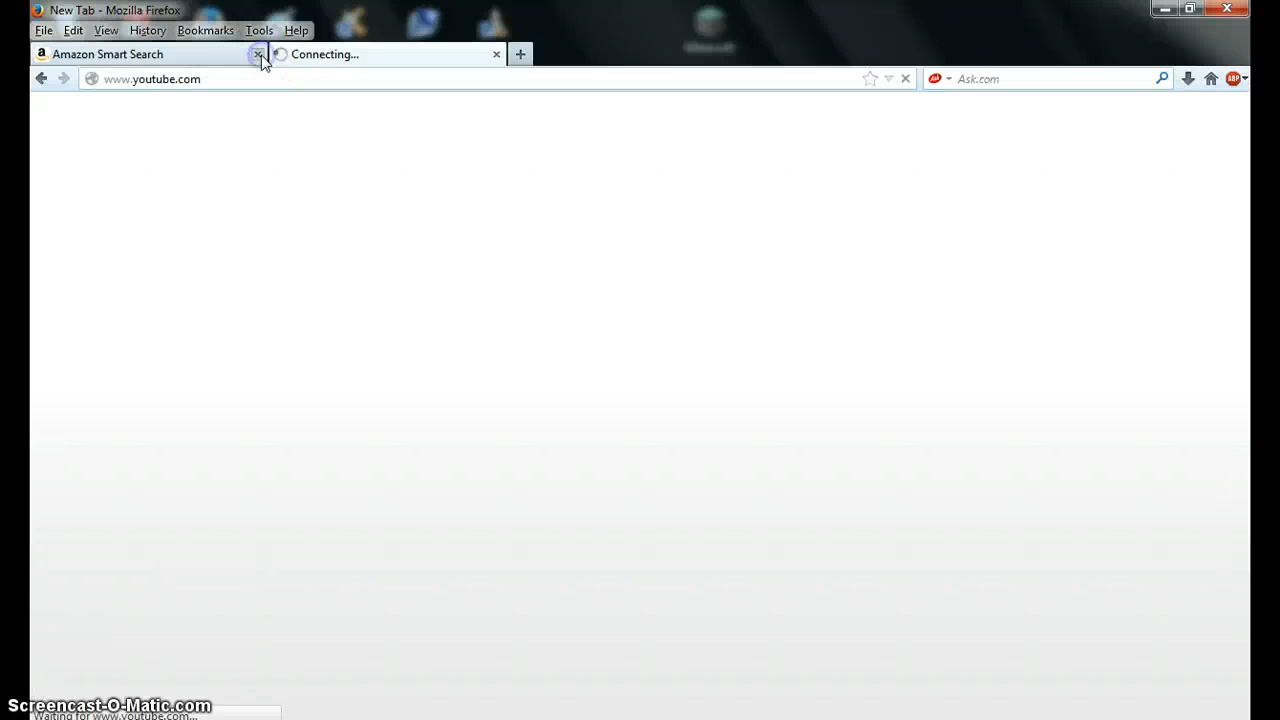 New Tab - Mozilla Firefox
File Edit View History Bookmarks Tools Help
Amazon Smart Search
Connecting...
www.youtube.com
Ask.com
ABP
Screencast-O-Matic.com
Waiting for www.youtube.com...